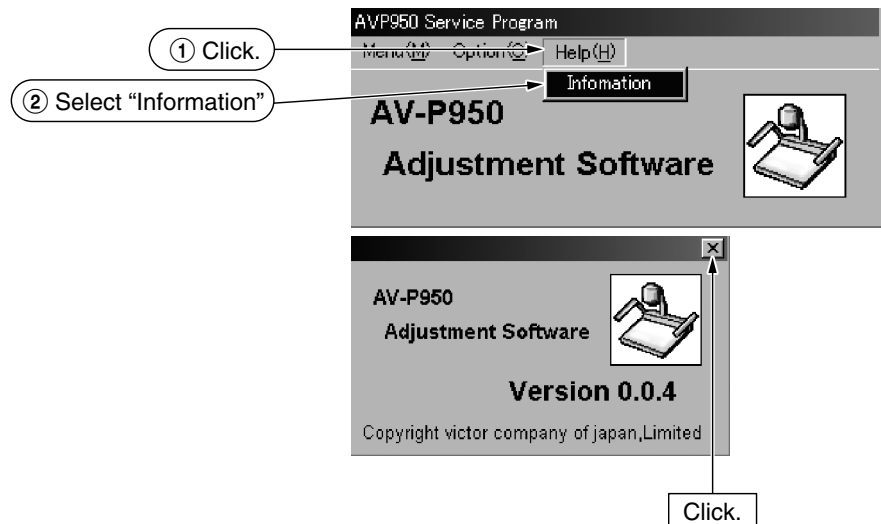 AVP950 Service Program
① Click.
Menu(M) Option(O) Help(H)
② Select “Information”
Infomation
AV-P950
Adjustment Software
AV-P950
Adjustment Software
Version 0.0.4
Copyright victor company of japan,Limited
Click.